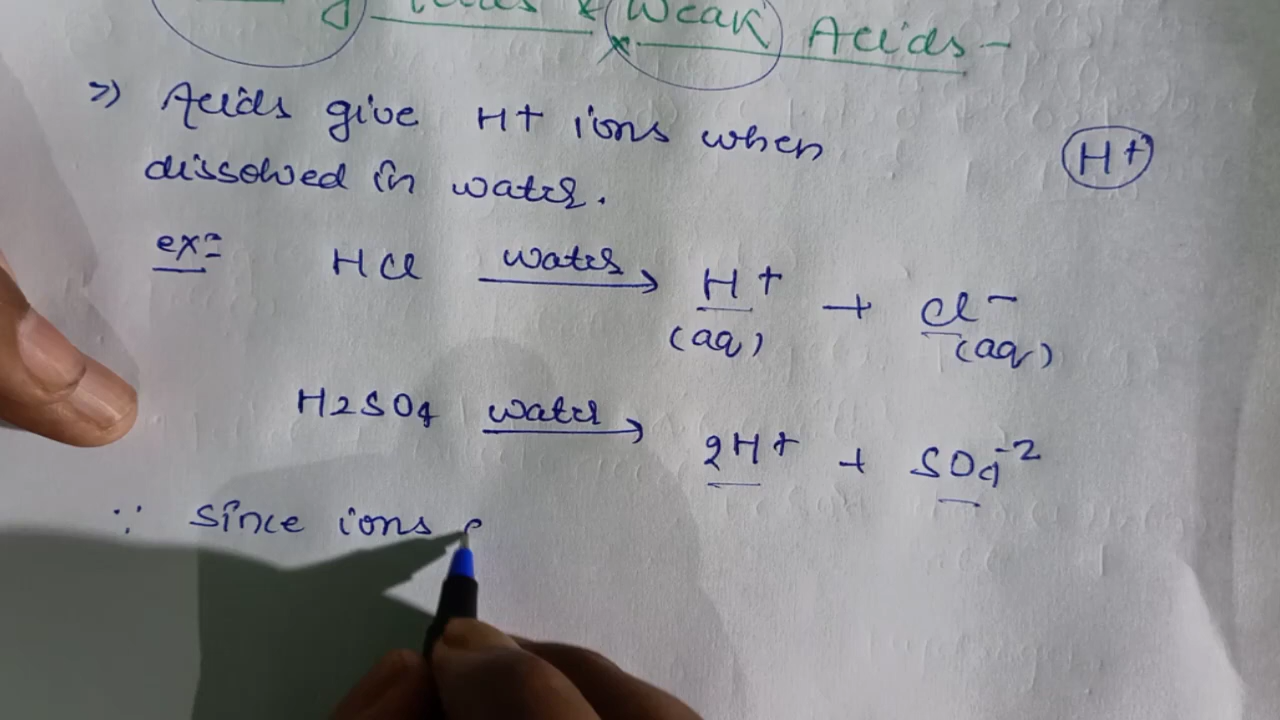 Weak Acids-
=> Acids give H+ ions when
H+
dissolved in water.
ex= HCl water H+ + Cl-
(aq) (aq)
H2SO4 water 2H+ + SO4-2
∵ since ions